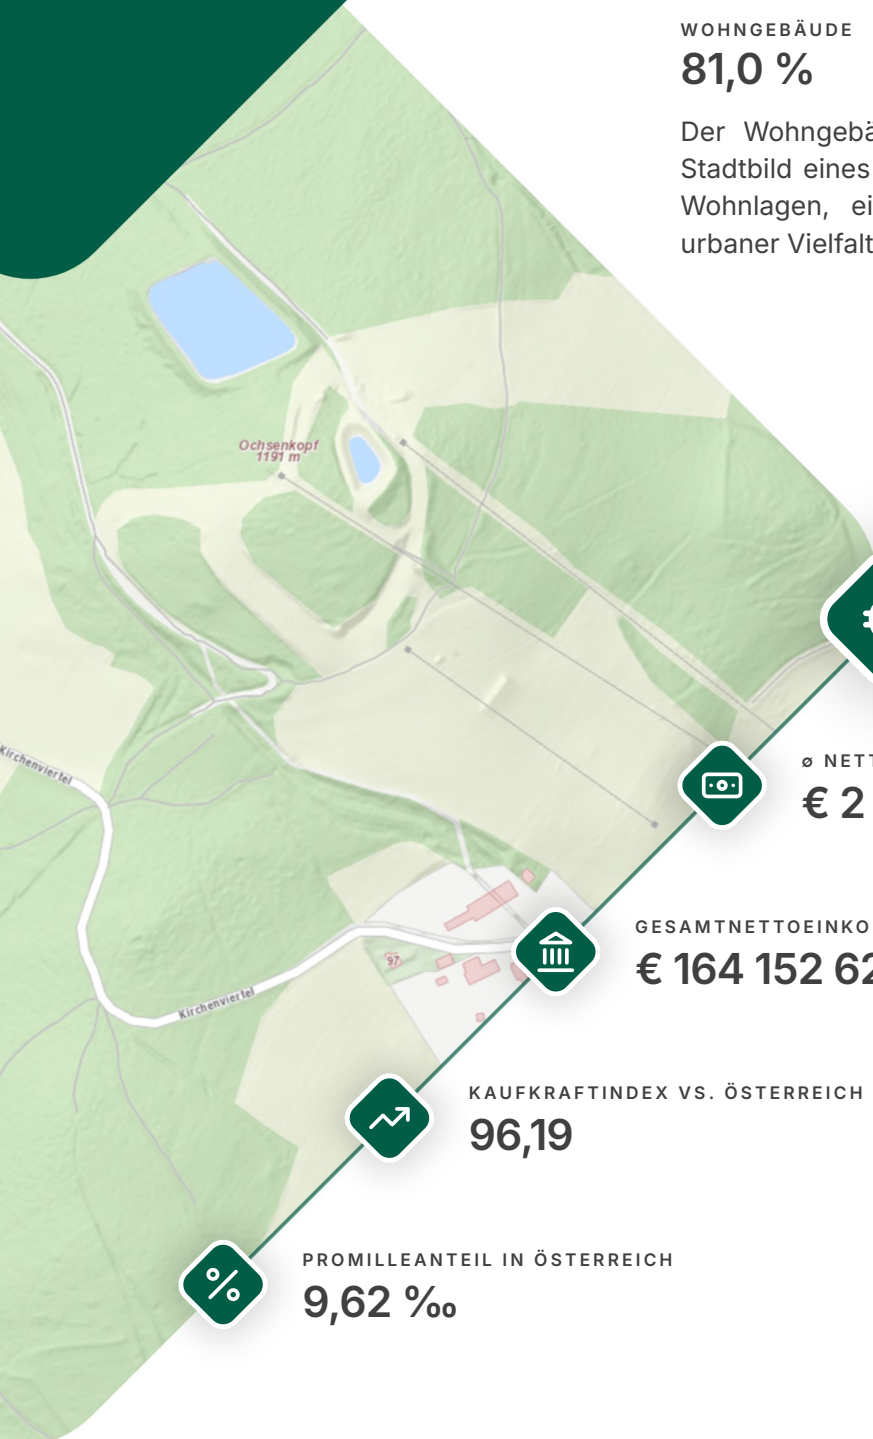 WOHNGEBÄUDE
81,0 %
Der Wohngebä
Stadtbild eines
Wohnlagen, ei
urbaner Vielfalt
Ochsenkopf
1191 m
Kirchenviertel
ø NETT
€ 2
GESAMTNETTOEINKO
€ 164 152 62
97
Kirchenviertel
KAUFKRAFTINDEX VS. ÖSTERREICH
96,19
PROMILLEANTEIL IN ÖSTERREICH
9,62 ‰